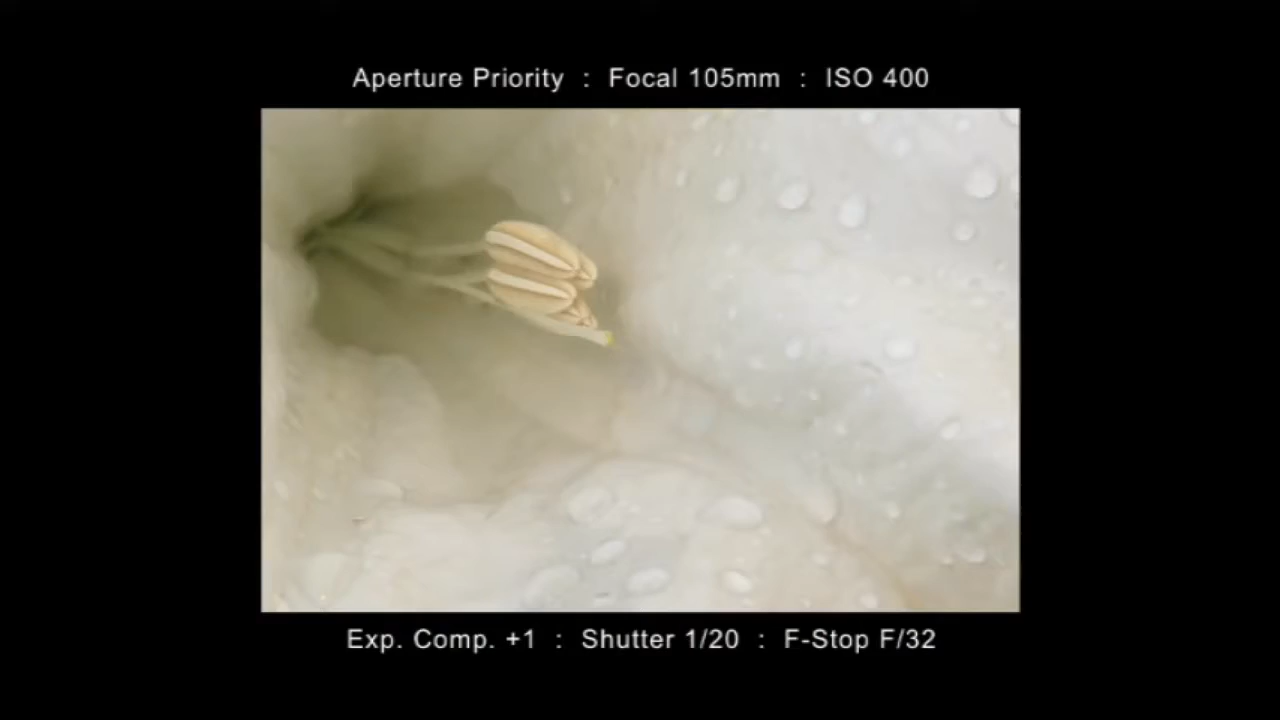 Aperture Priority : Focal 105mm : ISO 400
Exp. Comp. +1 : Shutter 1/20 : F-Stop F/32